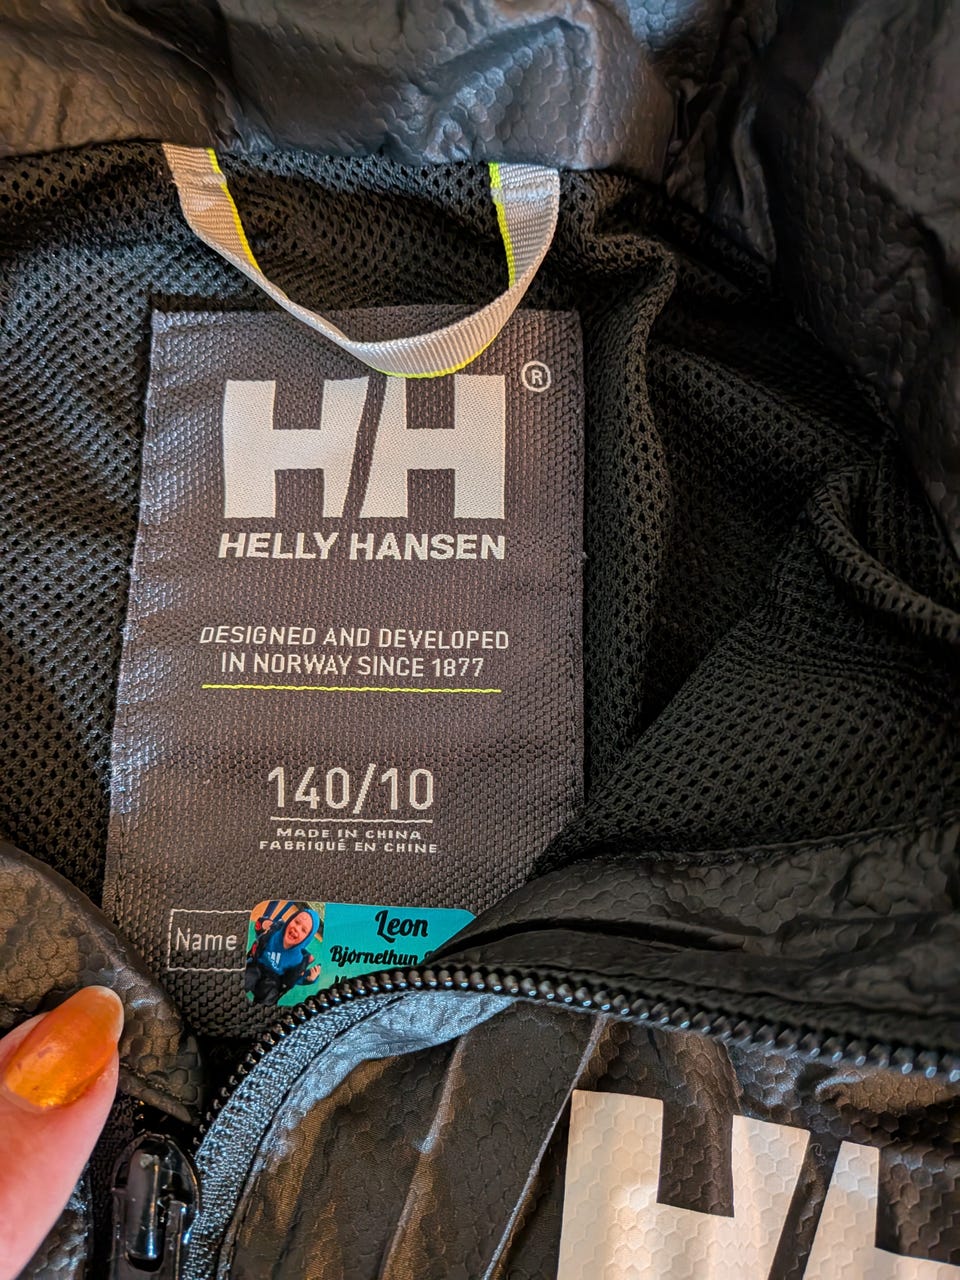 HH®
HELLY HANSEN
DESIGNED AND DEVELOPED
IN NORWAY SINCE 1877
140/10
MADE IN CHINA
FABRIQUÉ EN CHINE
Name
Leon
Bjørnethun
HH